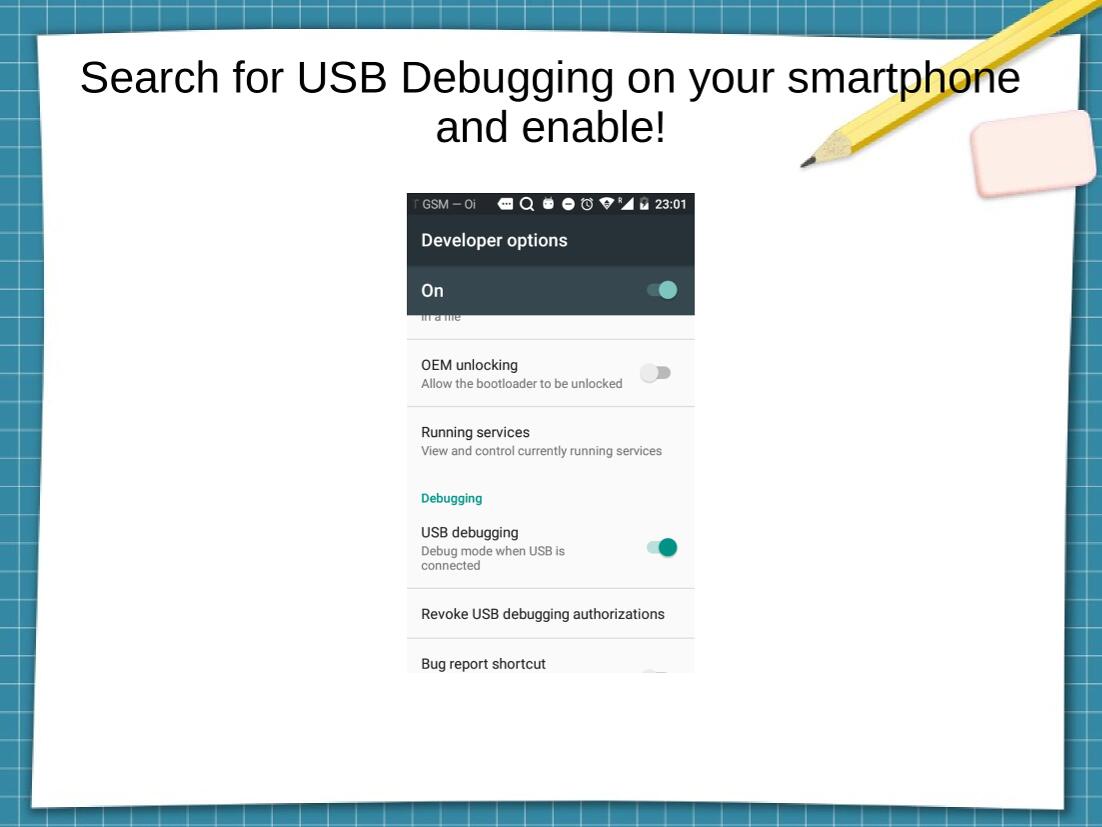 Search for USB Debugging on your smartphone
and enable!
GSM — Oi 23:01
Developer options
On
in a file
OEM unlocking
Allow the bootloader to be unlocked
Running services
View and control currently running services
Debugging
USB debugging
Debug mode when USB is
connected
Revoke USB debugging authorizations
Bug report shortcut